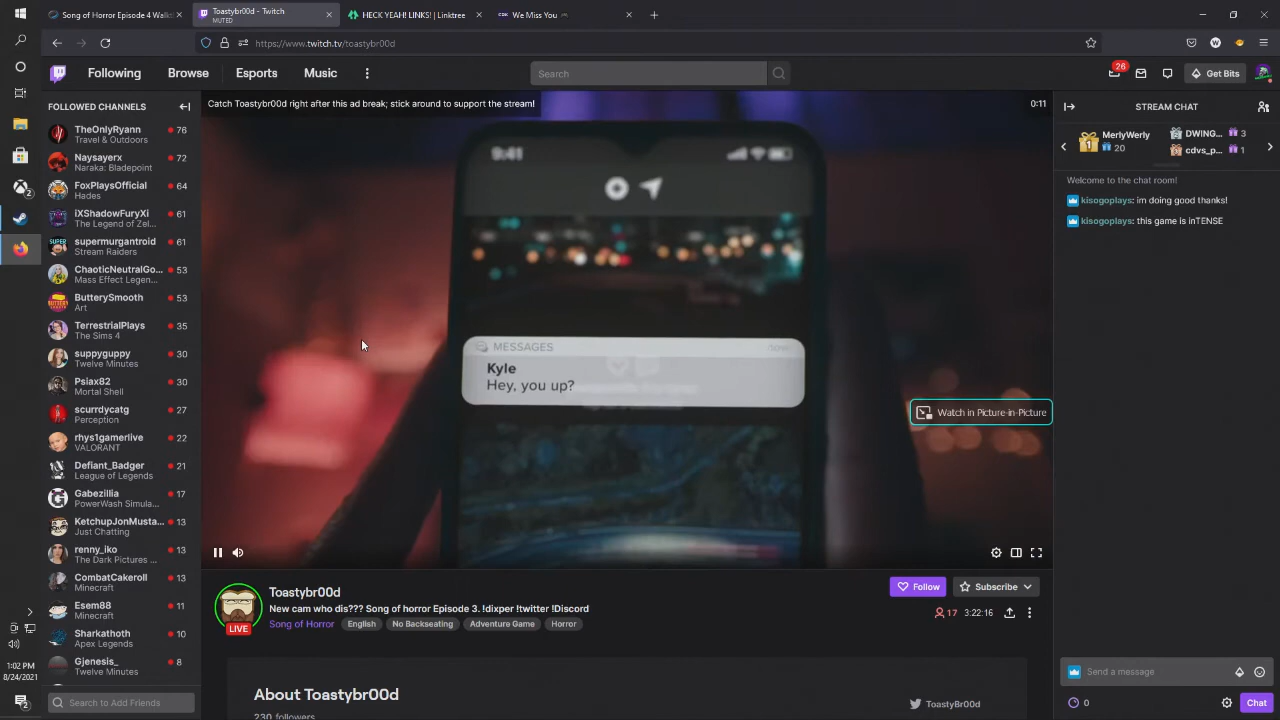 Song of Horror Episode 4 Walkt
Toastybr00d - Twitch
MUTED
HECK YEAH! LINKS! | Linktree
We Miss You
https://www.twitch.tv/toastybr00d
Following
Browse
Esports
Music
Search
26
Get Bits
FOLLOWED CHANNELS
TheOnlyRyann
76
Travel & Outdoors
Naysayerx
72
Naraka: Bladepoint
FoxPlaysOfficial
64
Hades
iXShadowFuryXi
61
The Legend of Zel...
supermurgantroid
61
Stream Raiders
ChaoticNeutralGo...
53
Mass Effect Legen...
ButterySmooth
53
Art
TerrestrialPlays
35
The Sims 4
suppyguppy
30
Twelve Minutes
Psiax82
30
Mortal Shell
scurrdycatg
27
Perception
rhys1gamerlive
22
VALORANT
Defiant_Badger
21
League of Legends
Gabezillia
17
PowerWash Simula...
KetchupJonMusta...
13
Just Chatting
renny_iko
13
The Dark Pictures ...
CombatCakeroll
13
Minecraft
Esem88
11
Minecraft
Sharkathoth
10
Apex Legends
Gjenesis_
8
Twelve Minutes
Search to Add Friends
1:02 PM
8/24/2021
Catch Toastybr00d right after this ad break; stick around to support the stream!
0:11
9:41
MESSAGES
now
Kyle
Hey, you up?
Watch in Picture-in-Picture
Toastybr00d
New cam who dis??? Song of horror Episode 3. !dixper !twitter !Discord
Song of Horror
English
No Backseating
Adventure Game
Horror
LIVE
Follow
Subscribe
17
3:22:16
About Toastybr00d
230 followers
ToastyBr00d
STREAM CHAT
MerlyWerly
20
DWING...
3
cdvs_p...
1
Welcome to the chat room!
kisogoplays: im doing good thanks!
kisogoplays: this game is inTENSE
Send a message
0
Chat